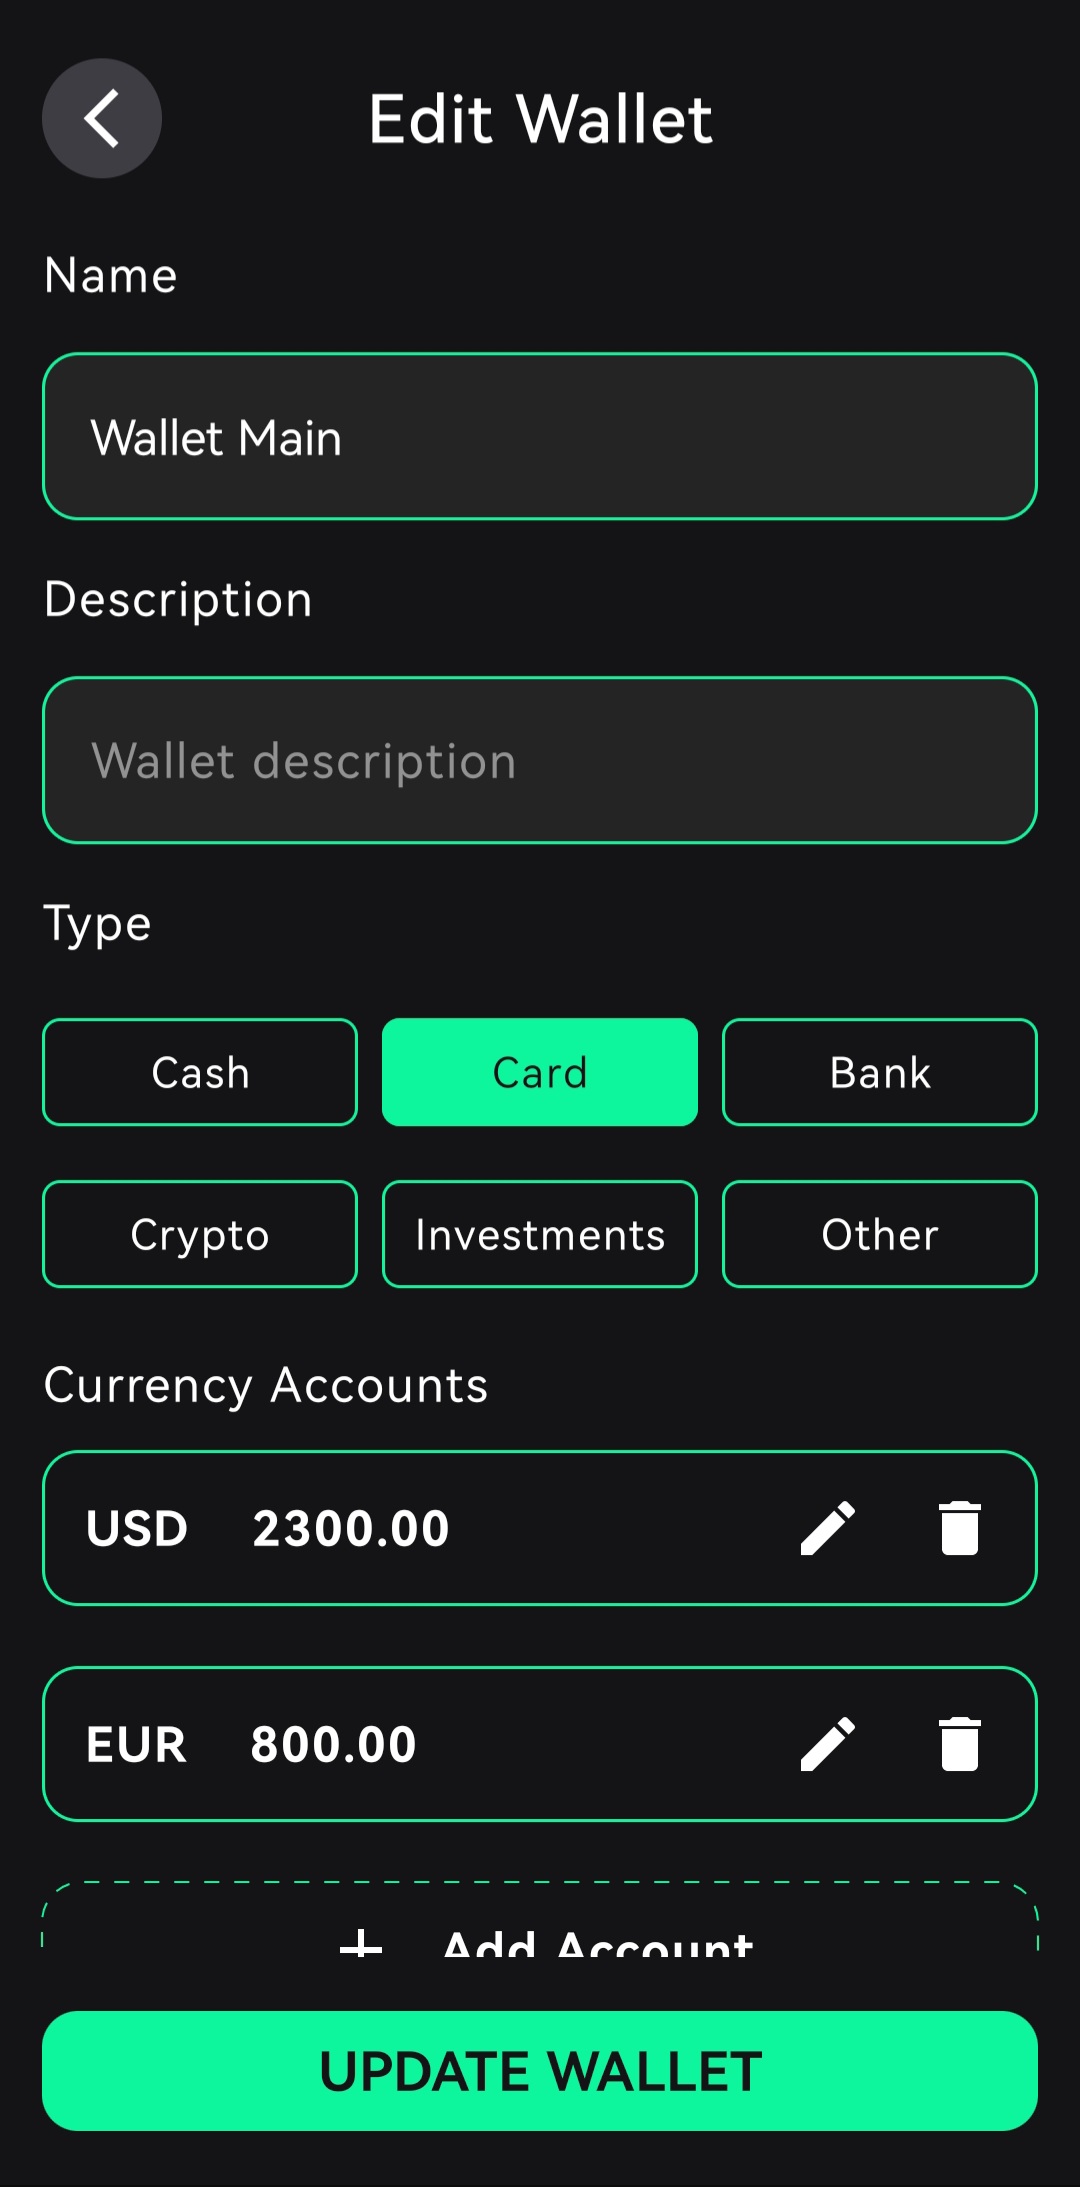 Edit Wallet
Name
Wallet Main
Description
Wallet description
Type
Cash Card Bank
Crypto Investments Other
Currency Accounts
USD 2300.00
EUR 800.00
+ Add Account
UPDATE WALLET